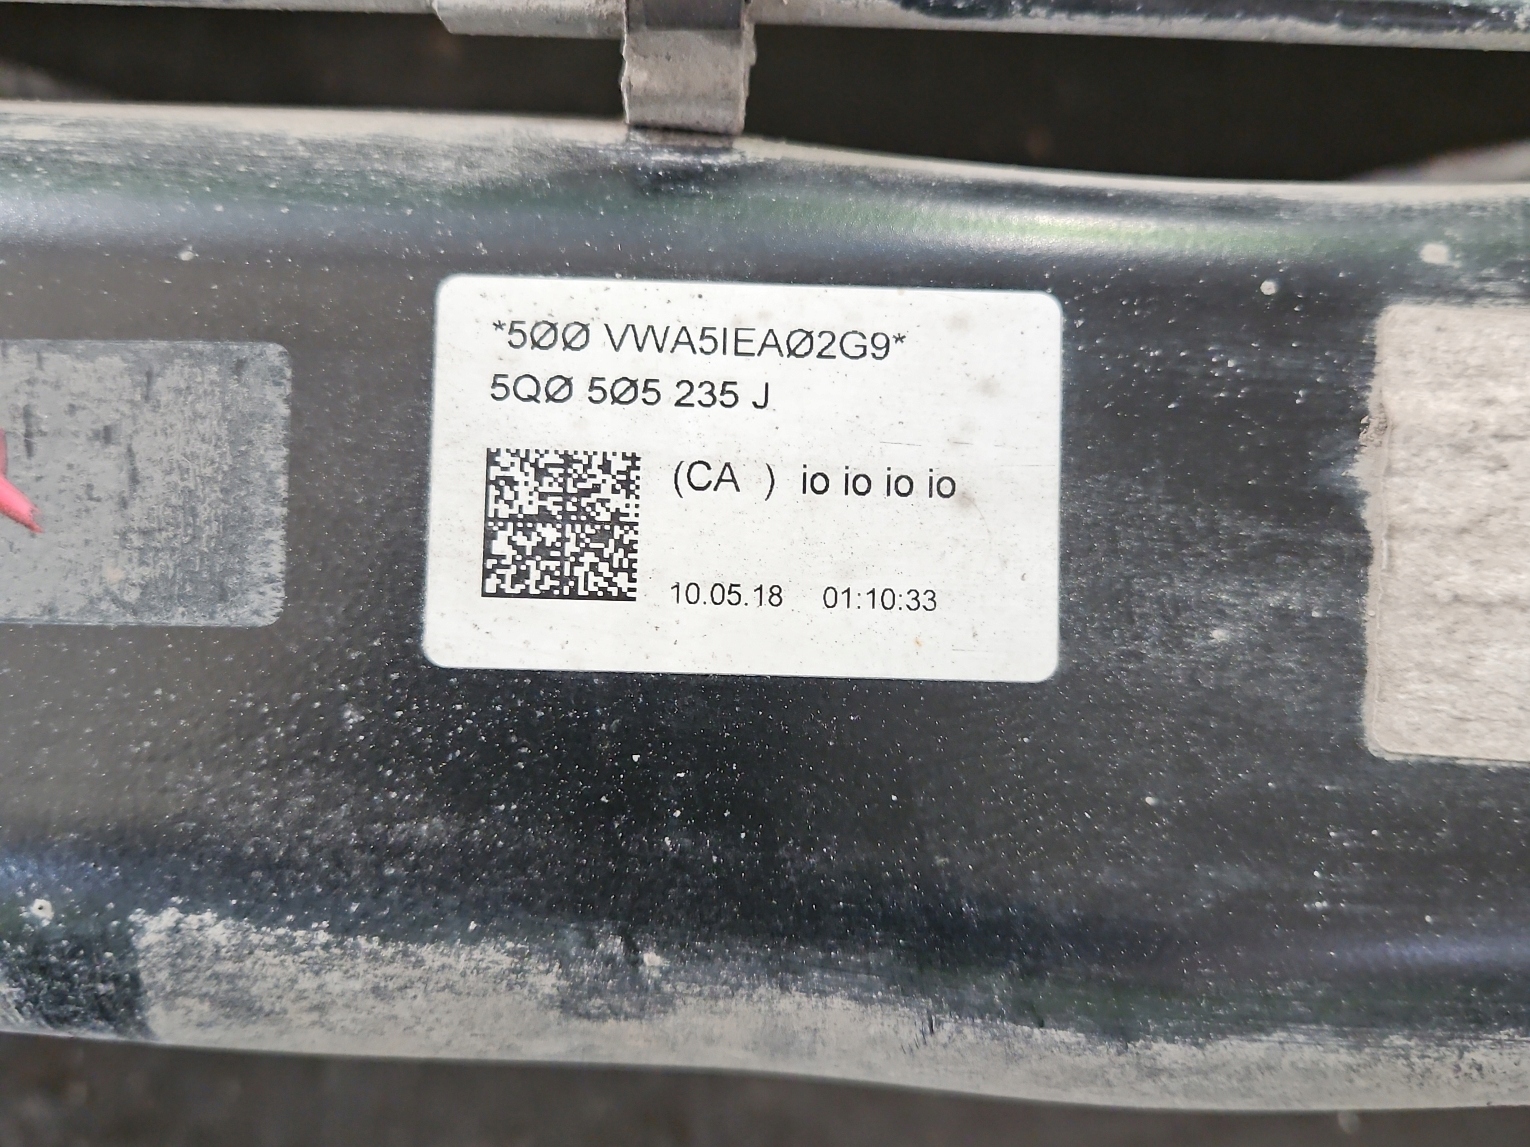 *5ØØ VWA5IEAØ2G9*
5QØ 5Ø5 235 J
(CA ) io io io io
10.05.18 01:10:33